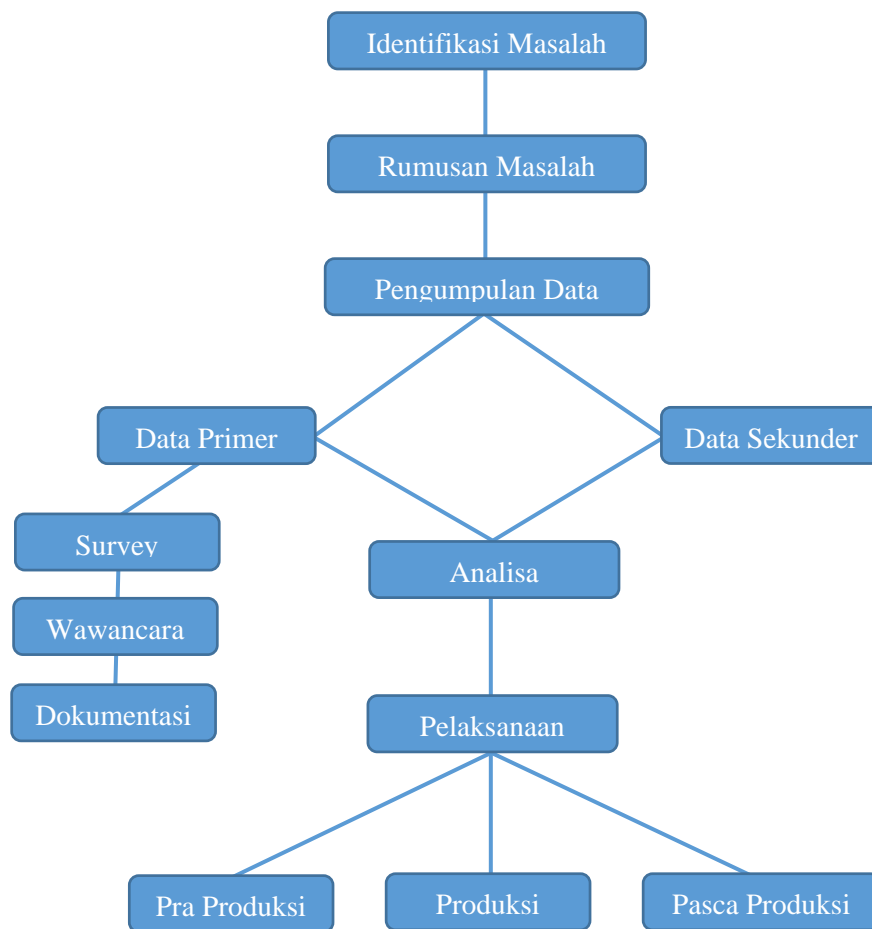 Identifikasi Masalah
Rumusan Masalah
Pengumpulan Data
Data Primer
Data Sekunder
Survey
Analisa
Wawancara
Dokumentasi
Pelaksanaan
Pra Produksi
Produksi
Pasca Produksi